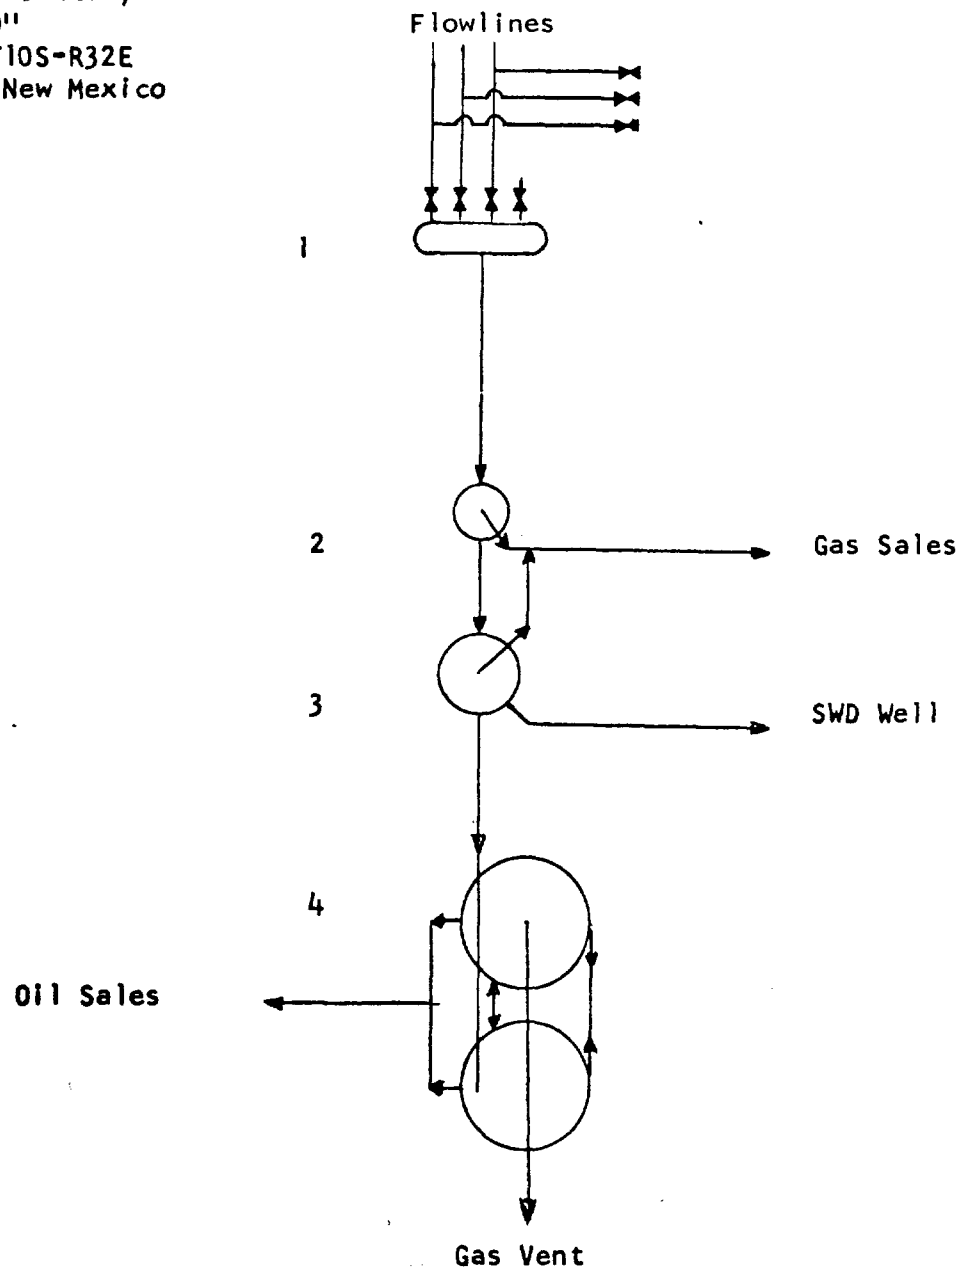 T10S-R32E
New Mexico
Flowlines
1
2
Gas Sales
3
SWD Well
4
Oil Sales
Gas Vent